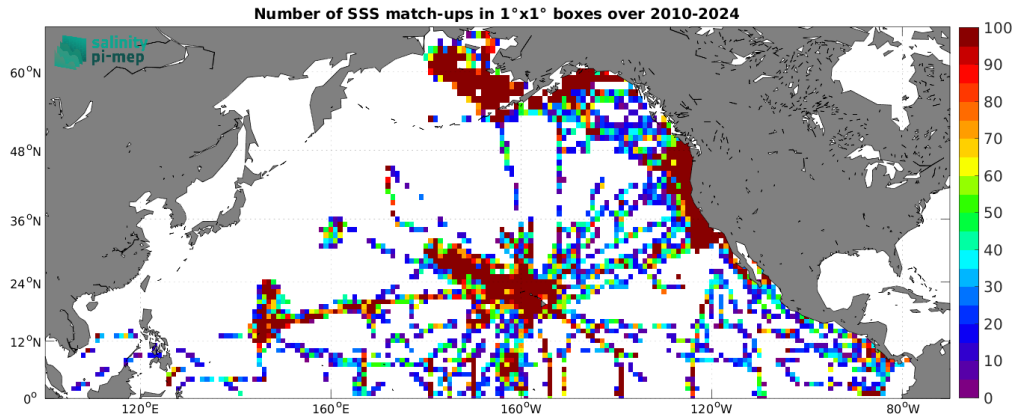 Number of SSS match-ups in 1°x1° boxes over 2010-2024
salinity
pi-mep
60°N
48°N
36°N
24°N
12°N
0°
120°E
160°E
160°W
120°W
80°W
100
90
80
70
60
50
40
30
20
10
0